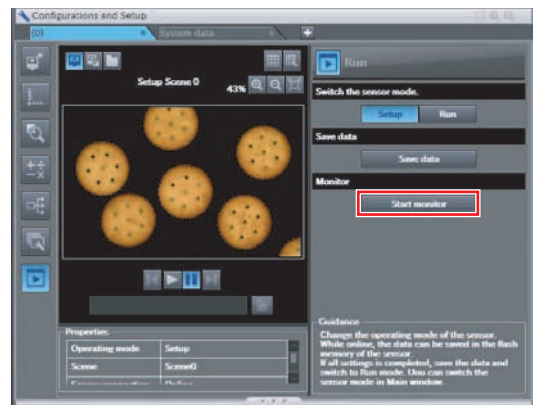 Configurations and Setup
(0)
System data
Setup Scene 0
43%
Run
Switch the sensor mode.
Setup
Run
Save data
Save data
Monitor
Start monitor
Properties
Operating mode
Setup
Scene
Scene0
Online
Guidance
Change the operating mode of the sensor.
While online, the data can be saved in the flash
memory of the sensor.
If all settings is completed, save the data and
switch to Run mode. You can switch the
sensor mode in Main window.